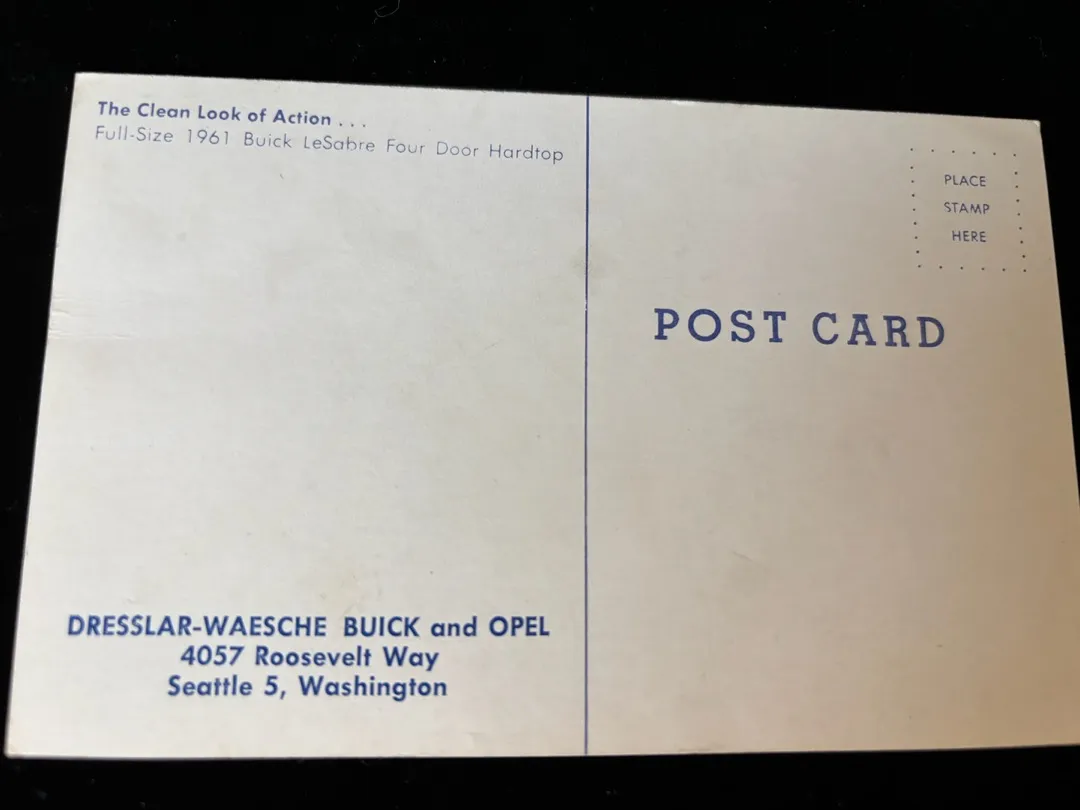 The Clean Look of Action . . .
Full-Size 1961 Buick LeSabre Four Door Hardtop
PLACE
STAMP
HERE
POST CARD
DRESSLAR-WAESCHE BUICK and OPEL
4057 Roosevelt Way
Seattle 5, Washington